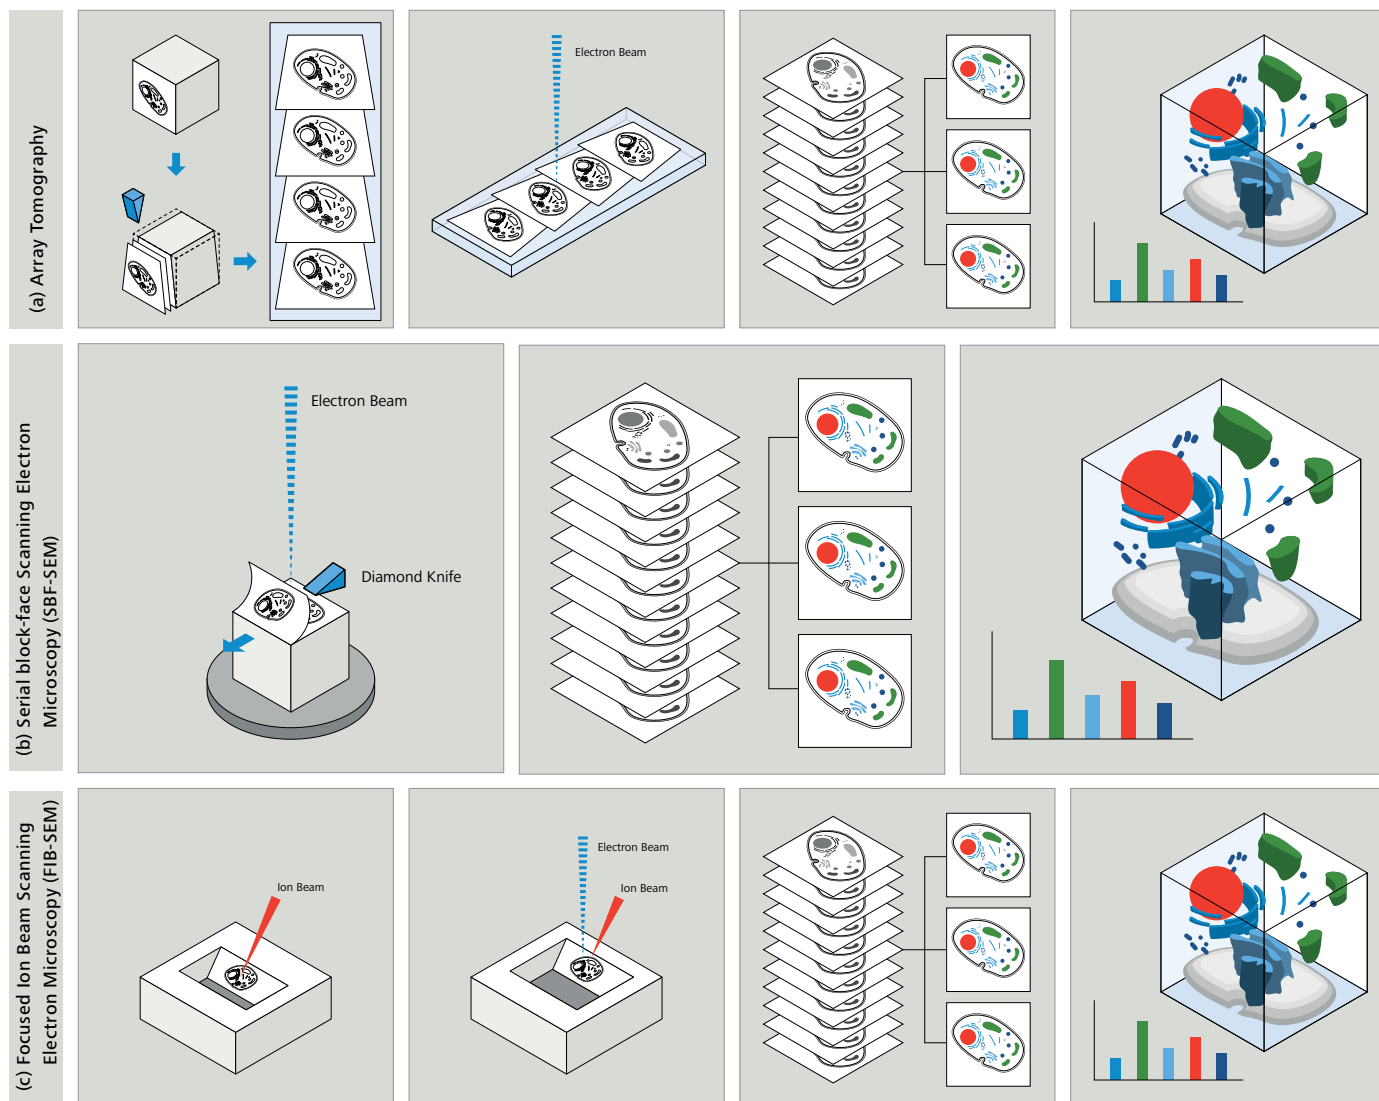 (a) Array Tomography
Electron Beam
(b) Serial block-face Scanning Electron
Microscopy (SBF-SEM)
Electron Beam
Diamond Knife
(c) Focused Ion Beam Scanning
Electron Microscopy (FIB-SEM)
Ion Beam
Electron Beam
Ion Beam